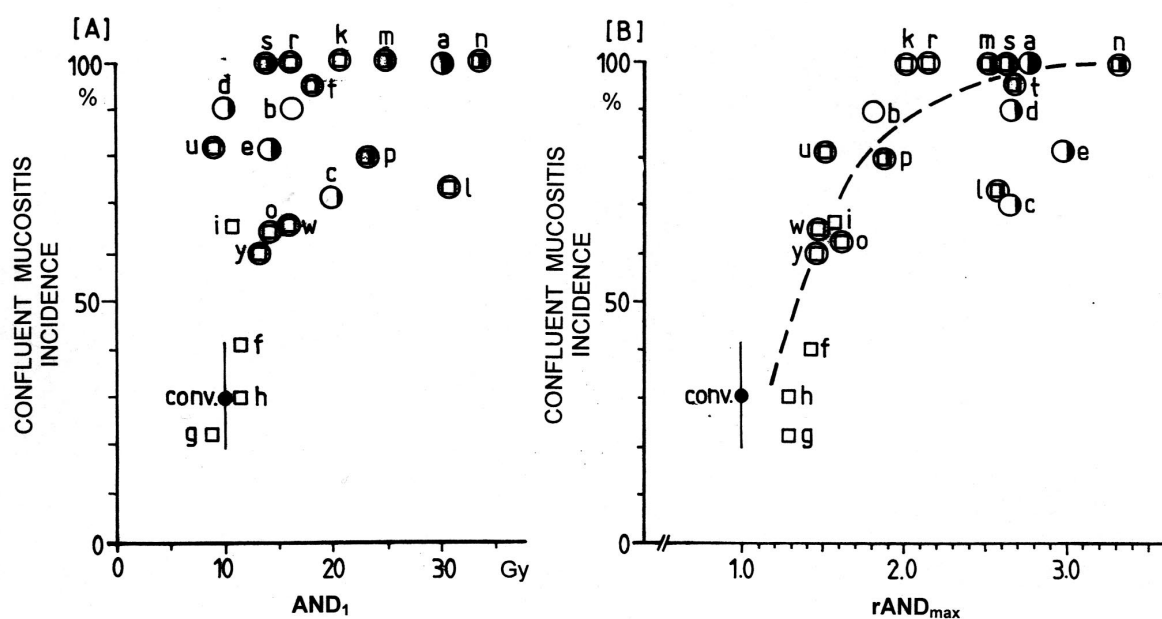 [A]
s r k m a n
100
%
d
b
t
u
e
p
c
l
i
o
w
y
50
f
conv.
h
g
0
0 10 20 30 Gy
AND1
CONFLUENT MUCOSITIS
INCIDENCE
[B]
k r m s a n
100
%
t
b
d
u
p
e
l
c
w
i
o
y
50
f
conv.
h
g
0
1.0 2.0 3.0
rANDmax
CONFLUENT MUCOSITIS
INCIDENCE